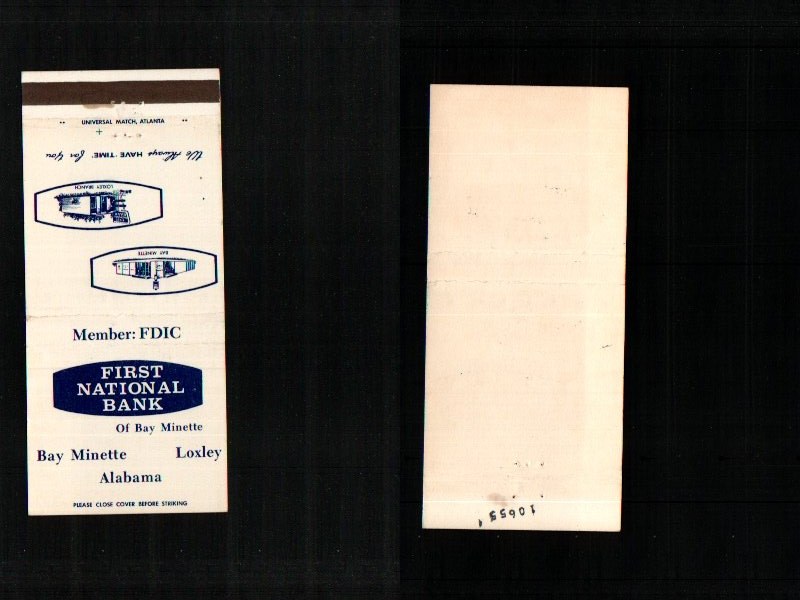 UNIVERSAL MATCH, ATLANTA
We Always HAVE "TIME" for You
LOXLEY BRANCH
BAY MINETTE
Member: FDIC
FIRST
NATIONAL
BANK
Of Bay Minette
Bay Minette Loxley
Alabama
PLEASE CLOSE COVER BEFORE STRIKING
10655